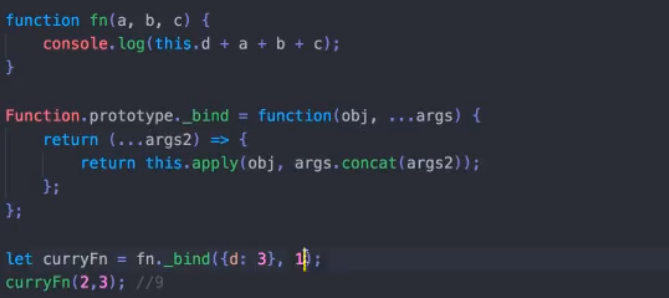 function fn(a, b, c) {
    console.log(this.d + a + b + c);
}
Function.prototype._bind = function(obj, ...args) {
    return (...args2) => {
        return this.apply(obj, args.concat(args2));
    };
};
let curryFn = fn._bind({d: 3}, 1);
curryFn(2,3); //9